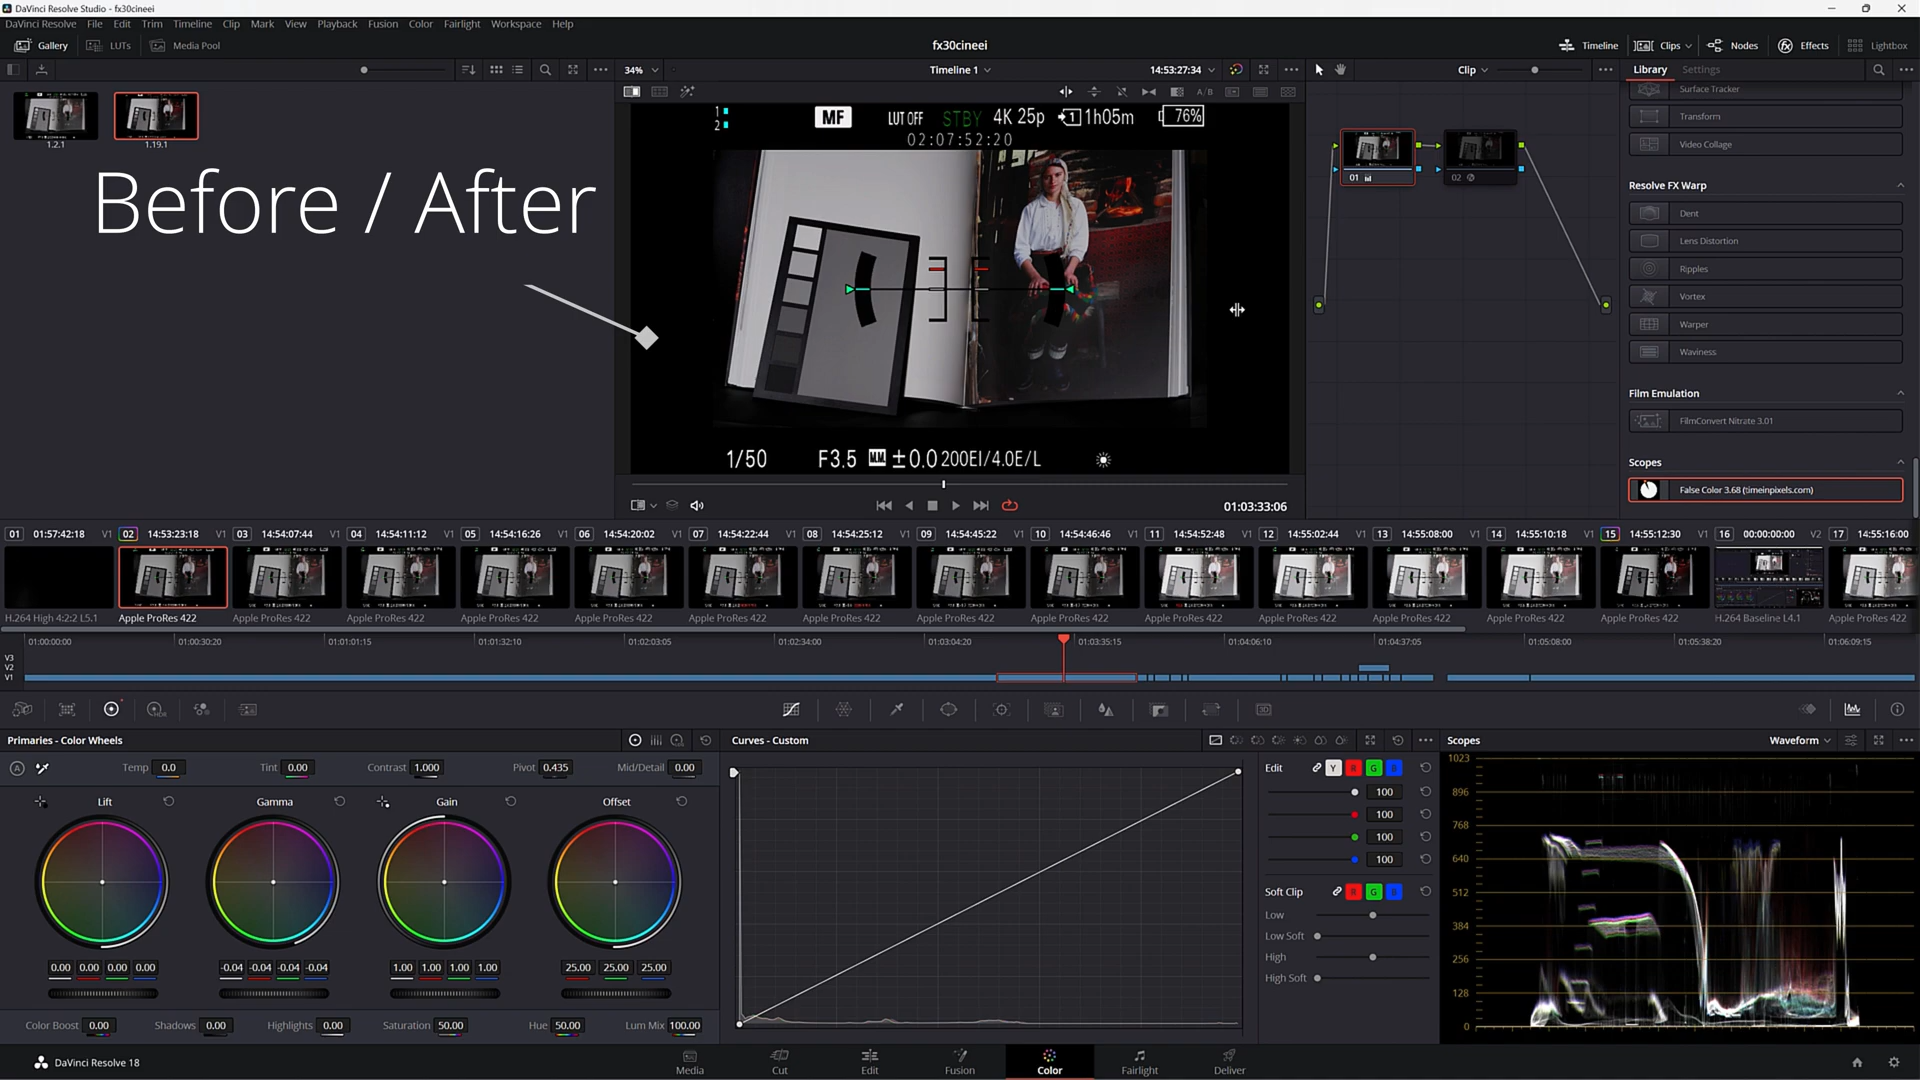 DaVinci Resolve Studio - fx30cineei
DaVinci Resolve File Edit Trim Timeline Clip Mark View Playback Fusion Color Fairlight Workspace Help
Gallery LUTs Media Pool fx30cineei Timeline Clips Nodes Effects Lightbox
34% Timeline 1 14:53:27:34 Clip Library Settings
A/B
1.2.1 1.19.1
Before / After
1 MF LUT OFF STBY 4K 25p 1 1h05m 76%
2 02:07:52:20
1/50 F3.5 MM ±0.0 200EI/4.0E/L
01:03:33:06
01 02
Surface Tracker
Transform
Video Collage
Resolve FX Warp
Dent
Lens Distortion
Ripples
Vortex
Warper
Waviness
Film Emulation
FilmConvert Nitrate 3.01
Scopes
False Color 3.68 (timeinpixels.com)
01 01:57:42:18 V1 02 14:53:23:18 V1 03 14:54:07:44 V1 04 14:54:11:12 V1 05 14:54:16:26 V1 06 14:54:20:02 V1 07 14:54:22:44 V1 08 14:54:25:12 V1 09 14:54:45:22 V1 10 14:54:46:46 V1 11 14:54:52:48 V1 12 14:55:02:44 V1 13 14:55:08:00 V1 14 14:55:10:18 V1 15 14:55:12:30 V1 16 00:00:00:00 V2 17 14:55:16:00
H.264 High 4:2:2 L5.1 Apple ProRes 422 Apple ProRes 422 Apple ProRes 422 Apple ProRes 422 Apple ProRes 422 Apple ProRes 422 Apple ProRes 422 Apple ProRes 422 Apple ProRes 422 Apple ProRes 422 Apple ProRes 422 Apple ProRes 422 Apple ProRes 422 Apple ProRes 422 H.264 Baseline L4.1 Apple ProRes 422
01:00:00:00 01:00:30:20 01:01:01:15 01:01:32:10 01:02:03:05 01:02:34:00 01:03:04:20 01:03:35:15 01:04:06:10 01:04:37:05 01:05:08:00 01:05:38:20 01:06:09:15
V3
V2
V1
HDR 3D
Primaries - Color Wheels Curves - Custom Scopes Waveform
A Temp 0.0 Tint 0.00 Contrast 1.000 Pivot 0.435 Mid/Detail 0.00
Lift Gamma Gain Offset
0.00 0.00 0.00 0.00 -0.04 -0.04 -0.04 -0.04 1.00 1.00 1.00 1.00 25.00 25.00 25.00
Color Boost 0.00 Shadows 0.00 Highlights 0.00 Saturation 50.00 Hue 50.00 Lum Mix 100.00
Edit Y R G B
100
100
100
100
Soft Clip R G B
Low
Low Soft
High
High Soft
1023
896
768
640
512
384
256
128
0
DaVinci Resolve 18 Media Cut Edit Fusion Color Fairlight Deliver